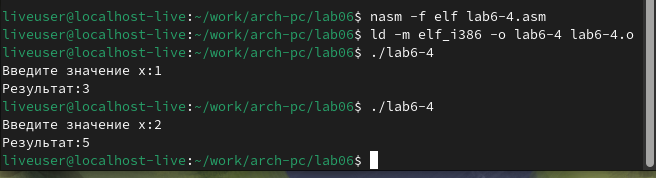 liveuser@localhost-live:~/work/arch-pc/lab06$ nasm -f elf lab6-4.asm
liveuser@localhost-live:~/work/arch-pc/lab06$ ld -m elf_i386 -o lab6-4 lab6-4.o
liveuser@localhost-live:~/work/arch-pc/lab06$ ./lab6-4
Введите значение x:1
Результат:3
liveuser@localhost-live:~/work/arch-pc/lab06$ ./lab6-4
Введите значение x:2
Результат:5
liveuser@localhost-live:~/work/arch-pc/lab06$